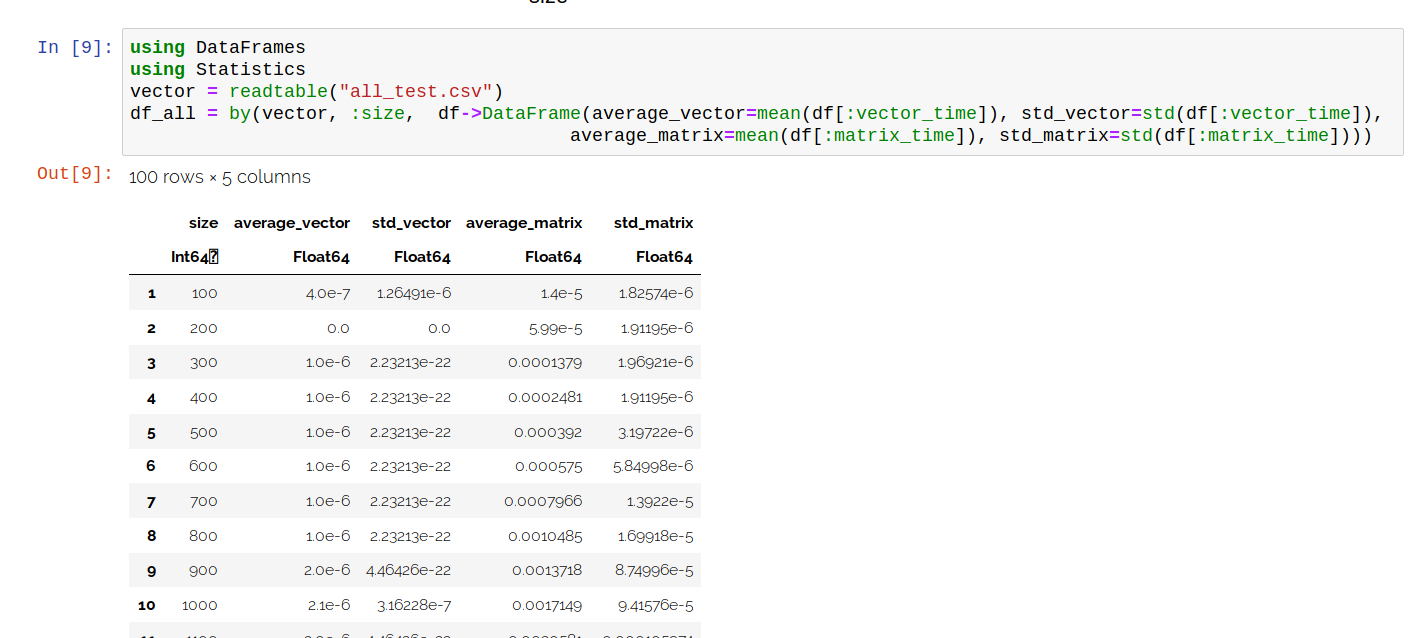 size
In [9]:
using DataFrames
using Statistics
vector = readtable("all_test.csv")
df_all = by(vector, :size,  df->DataFrame(average_vector=mean(df[:vector_time]), std_vector=std(df[:vector_time]),
average_matrix=mean(df[:matrix_time]), std_matrix=std(df[:matrix_time])))
Out[9]:
100 rows × 5 columns
size average_vector std_vector average_matrix std_matrix
Int64 Float64 Float64 Float64 Float64
1 100 4.0e-7 1.26491e-6 1.4e-5 1.82574e-6
2 200 0.0 0.0 5.99e-5 1.91195e-6
3 300 1.0e-6 2.23213e-22 0.0001379 1.96921e-6
4 400 1.0e-6 2.23213e-22 0.0002481 1.91195e-6
5 500 1.0e-6 2.23213e-22 0.000392 3.19722e-6
6 600 1.0e-6 2.23213e-22 0.000575 5.84998e-6
7 700 1.0e-6 2.23213e-22 0.0007966 1.3922e-5
8 800 1.0e-6 2.23213e-22 0.0010485 1.69918e-5
9 900 2.0e-6 4.46426e-22 0.0013718 8.74996e-5
10 1000 2.1e-6 3.16228e-7 0.0017149 9.41576e-5